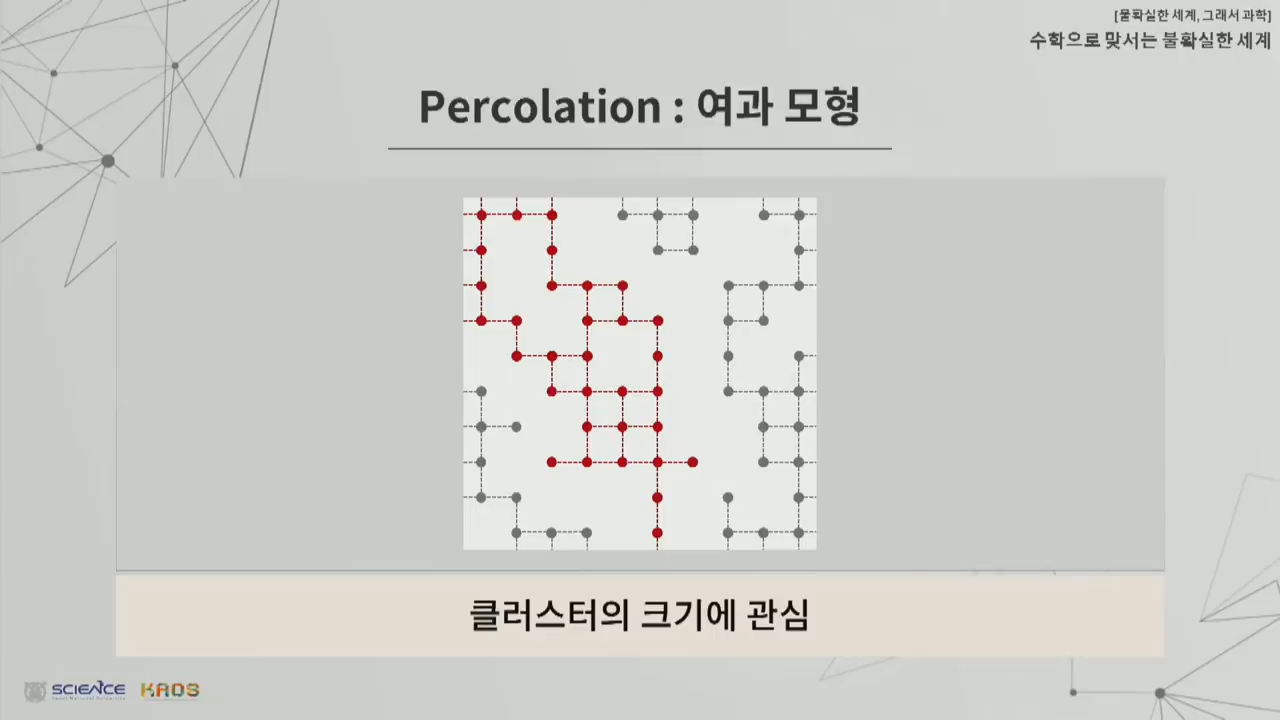 [불확실한 세계, 그래서 과학]
수학으로 맞서는 불확실한 세계
Percolation : 여과 모형
클러스터의 크기에 관심
SCIENCE
KAOS